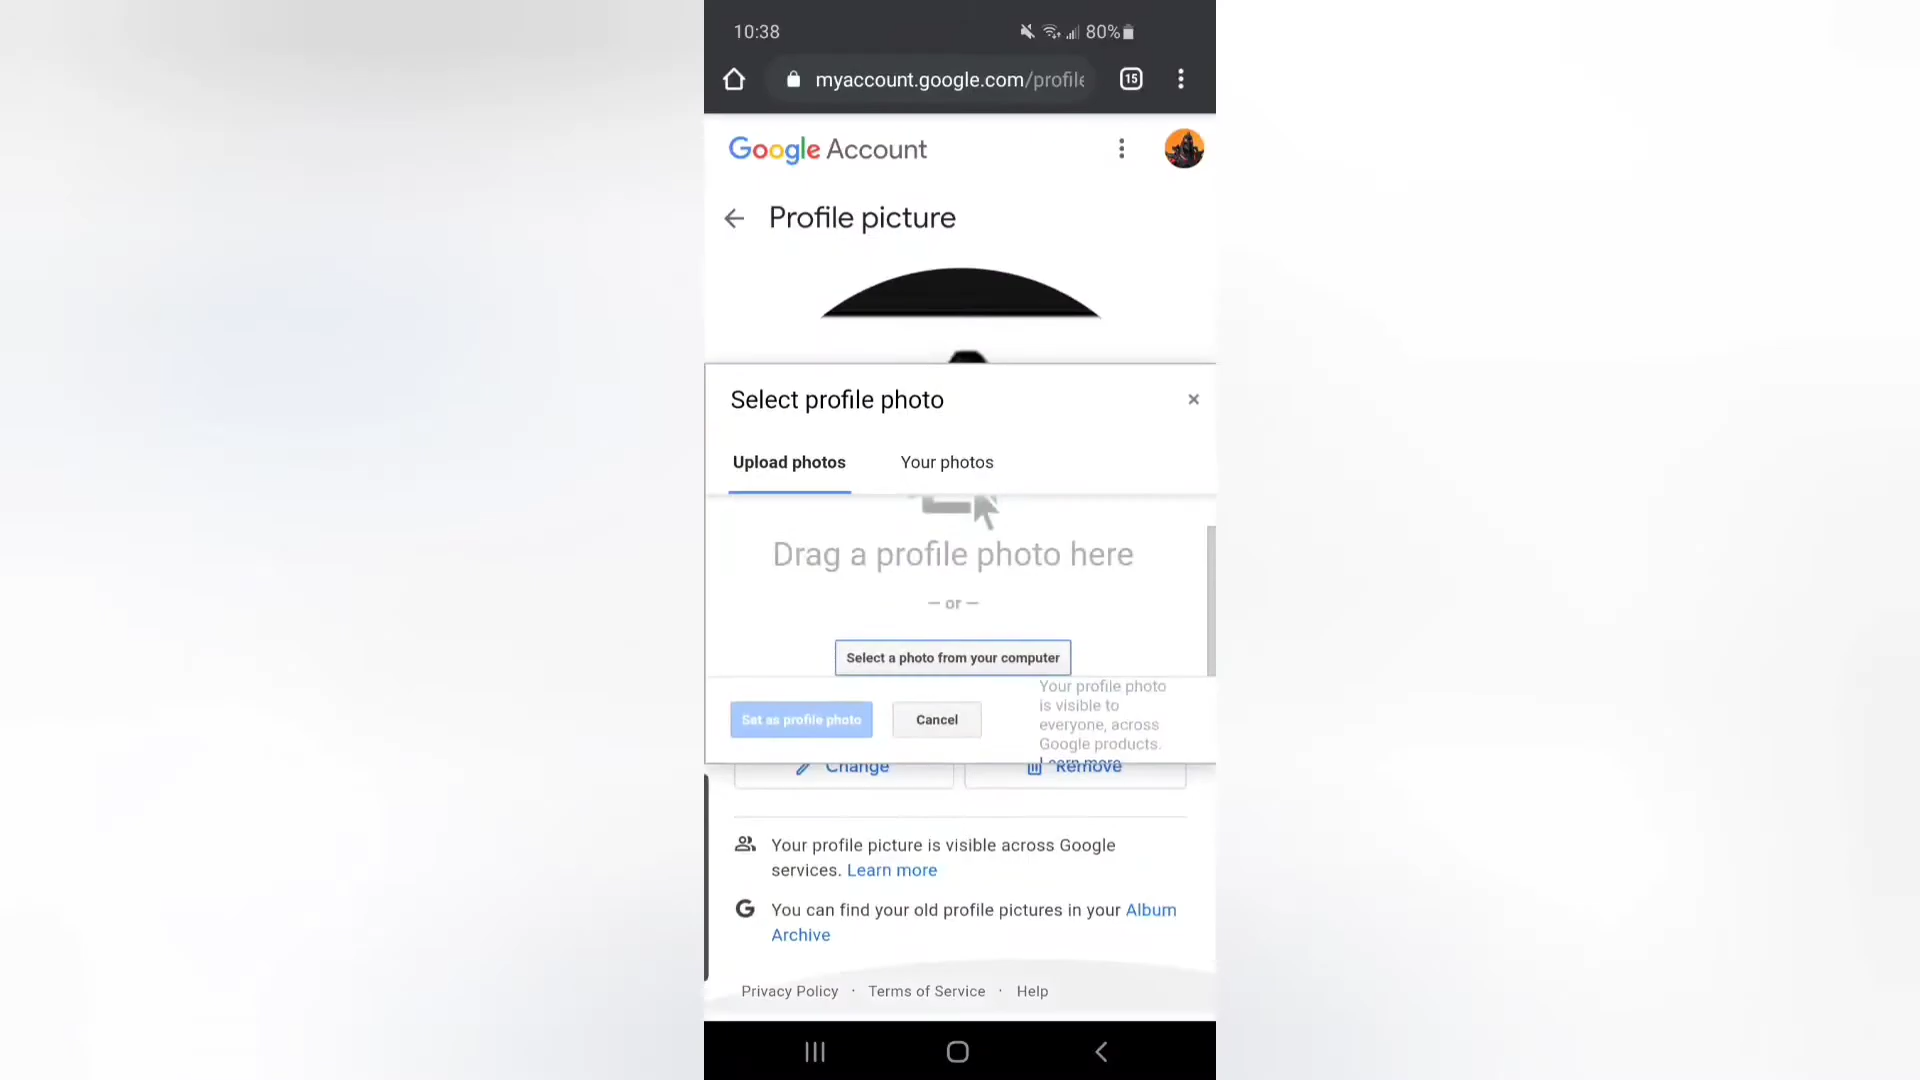 10:38
80%
myaccount.google.com/profile
15
Google Account
Profile picture
Select profile photo
Upload photos
Your photos
Drag a profile photo here
— or —
Select a photo from your computer
Set as profile photo
Cancel
Your profile photo
is visible to
everyone, across
Google products.
Learn more
Change
Remove
Your profile picture is visible across Google
services. Learn more
G
You can find your old profile pictures in your Album
Archive
Privacy Policy · Terms of Service · Help